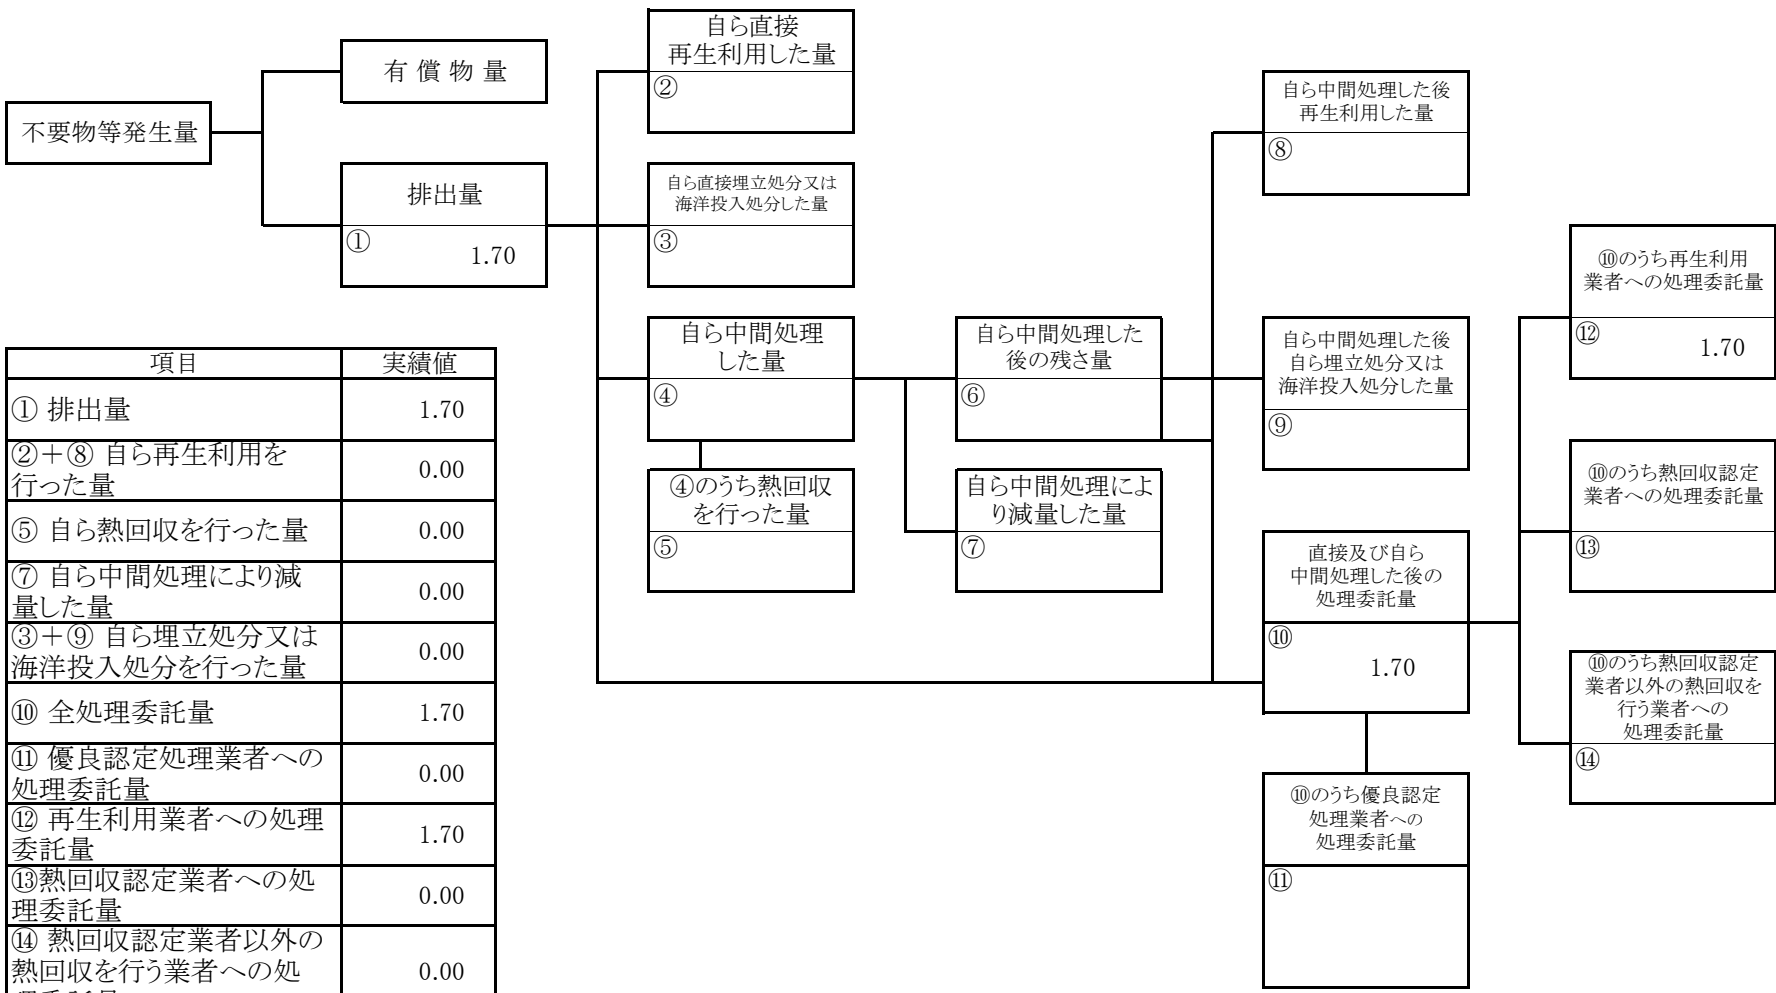 不要物等発生量
有 償 物 量
排出量
①
1.70
自ら直接
再生利用した量
②
自ら直接埋立処分又は
海洋投入処分した量
③
自ら中間処理
した量
④
④のうち熱回収
を行った量
⑤
自ら中間処理した
後の残さ量
⑥
自ら中間処理によ
り減量した量
⑦
自ら中間処理した後
再生利用した量
⑧
自ら中間処理した後
自ら埋立処分又は
海洋投入処分した量
⑨
直接及び自ら
中間処理した後の
処理委託量
⑩
1.70
⑩のうち優良認定
処理業者への
処理委託量
⑪
⑩のうち再生利用
業者への処理委託量
⑫
1.70
⑩のうち熱回収認定
業者への処理委託量
⑬
⑩のうち熱回収認定
業者以外の熱回収を
行う業者への
処理委託量
⑭
項目 実績値
① 排出量 1.70
②＋⑧ 自ら再生利用を
行った量 0.00
⑤ 自ら熱回収を行った量 0.00
⑦ 自ら中間処理により減
量した量 0.00
③＋⑨ 自ら埋立処分又は
海洋投入処分を行った量 0.00
⑩ 全処理委託量 1.70
⑪ 優良認定処理業者への
処理委託量 0.00
⑫ 再生利用業者への処理
委託量 1.70
⑬熱回収認定業者への処
理委託量 0.00
⑭ 熱回収認定業者以外の
熱回収を行う業者への処 0.00